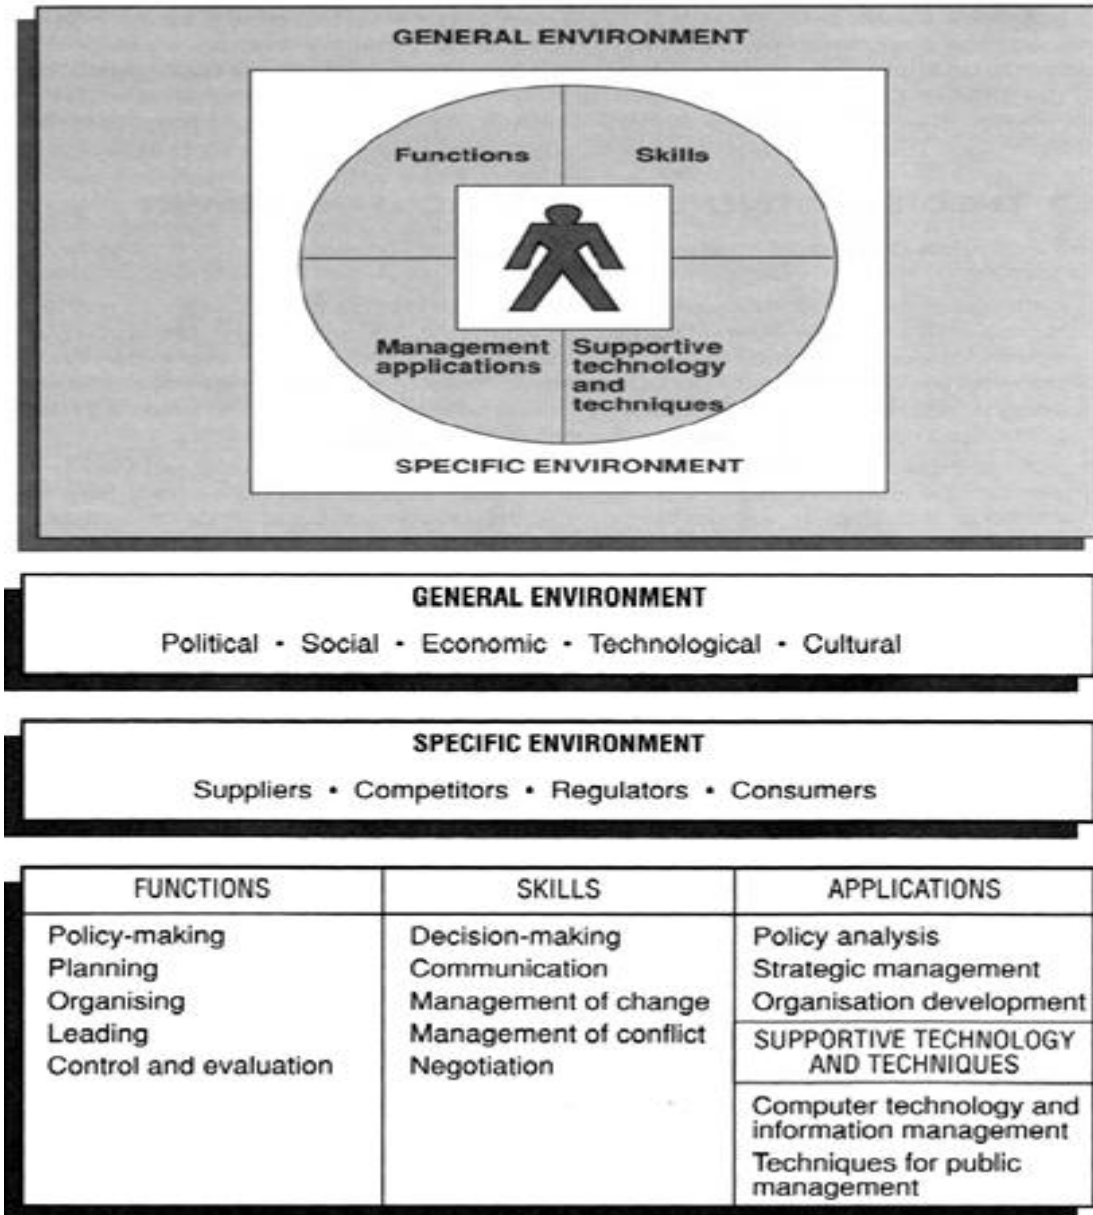 GENERAL ENVIRONMENT
Functions
Skills
Management
applications
Supportive
technology
and
techniques
SPECIFIC ENVIRONMENT
GENERAL ENVIRONMENT
Political • Social • Economic • Technological • Cultural
SPECIFIC ENVIRONMENT
Suppliers • Competitors • Regulators • Consumers
FUNCTIONS
Policy-making
Planning
Organising
Leading
Control and evaluation
SKILLS
Decision-making
Communication
Management of change
Management of conflict
Negotiation
APPLICATIONS
Policy analysis
Strategic management
Organisation development
SUPPORTIVE TECHNOLOGY
AND TECHNIQUES
Computer technology and
information management
Techniques for public
management